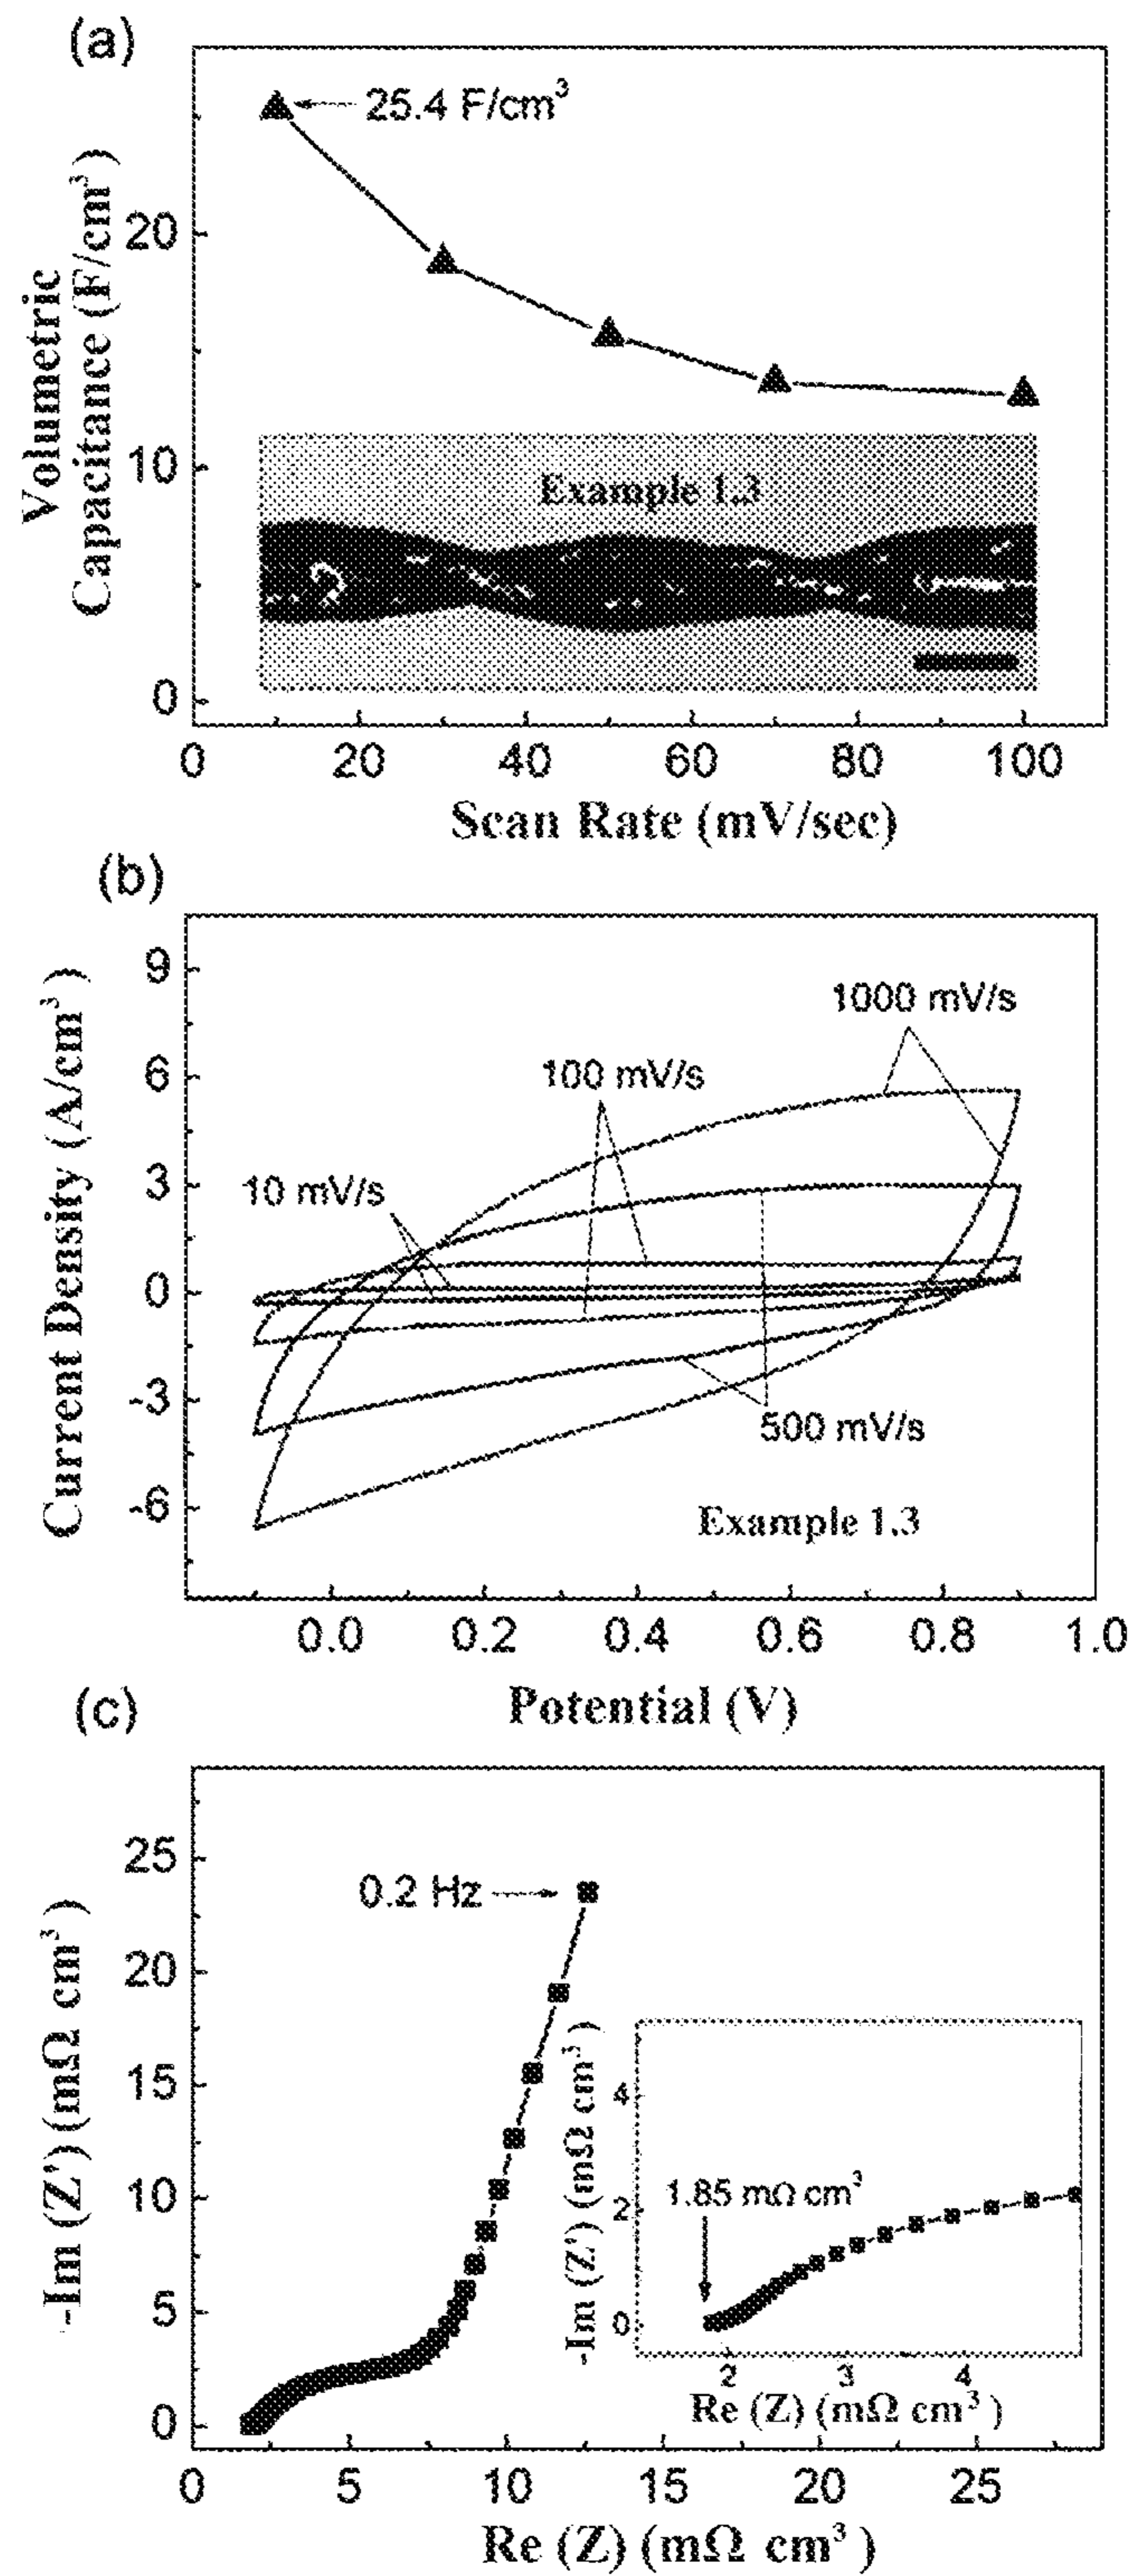 (a)
25.4 F/cm³
Volumetric
Capacitance (F/cm³)
20
10
0
Example 1.3
0 20 40 60 80 100
Scan Rate (mV/sec)
(b)
Current Density (A/cm³)
9
6
3
0
-3
-6
1000 mV/s
100 mV/s
10 mV/s
500 mV/s
Example 1.3
0.0 0.2 0.4 0.6 0.8 1.0
Potential (V)
(c)
-Im (Z') (mΩ cm³)
25
20
15
10
5
0
0.2 Hz
-Im (Z') (mΩ cm³)
4
2
0
1.85 mΩ cm³
2 3 4
Re (Z) (mΩ cm³)
0 5 10 15 20 25
Re (Z) (mΩ cm³)